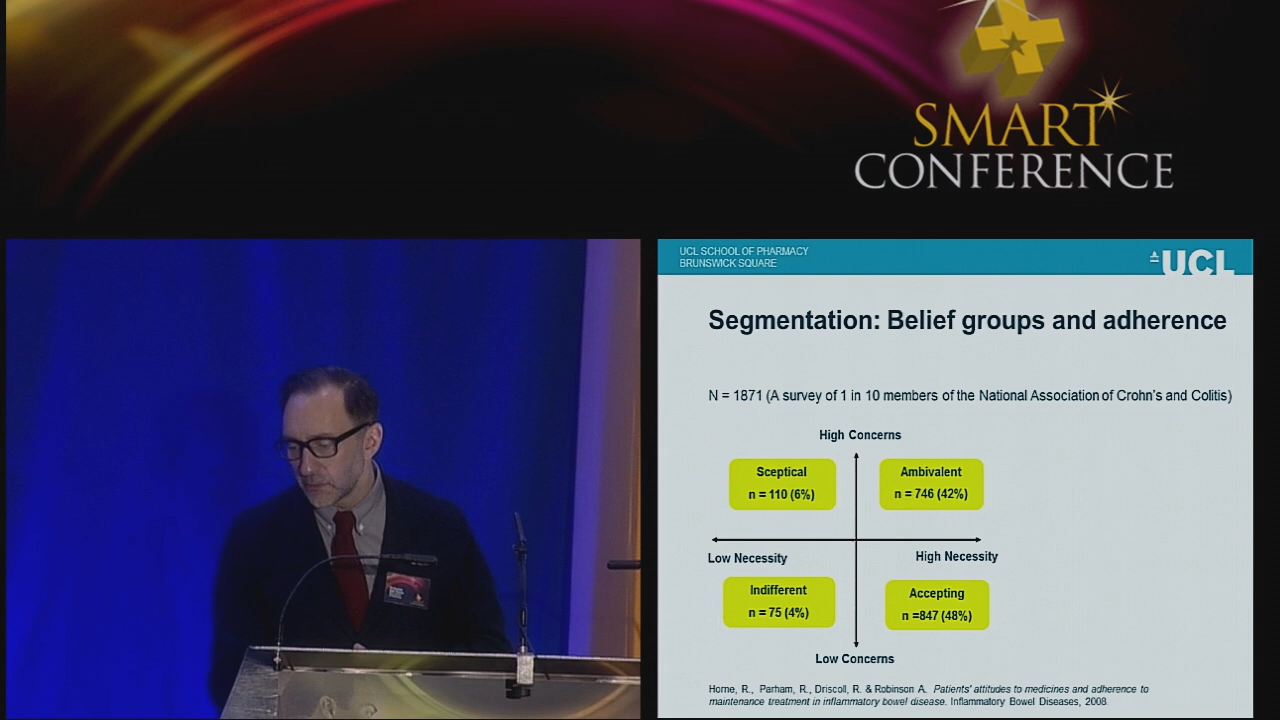 SMART
CONFERENCE
UCL SCHOOL OF PHARMACY
BRUNSWICK SQUARE
UCL
Segmentation: Belief groups and adherence
N = 1871 (A survey of 1 in 10 members of the National Association of Crohn's and Colitis)
High Concerns
Sceptical
n = 110 (6%)
Ambivalent
n = 746 (42%)
Low Necessity
High Necessity
Indifferent
n = 75 (4%)
Accepting
n =847 (48%)
Low Concerns
Horne, R., Parham, R., Driscoll, R. & Robinson A. Patients' attitudes to medicines and adherence to
maintenance treatment in inflammatory bowel disease. Inflammatory Bowel Diseases, 2008.